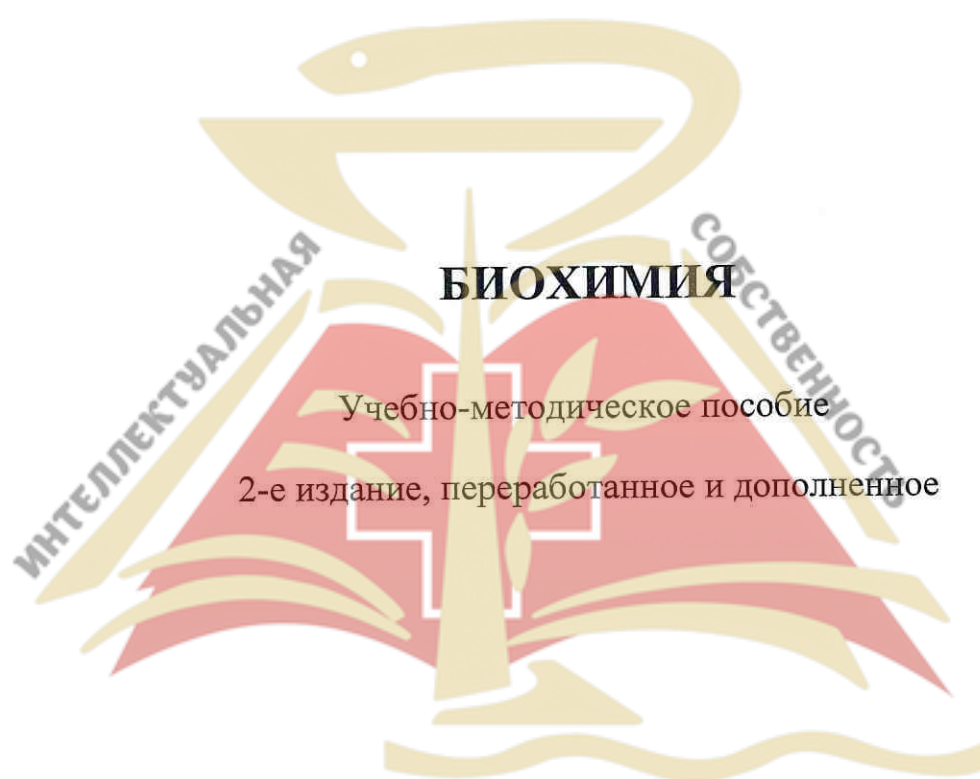 ИНТЕЛЛЕКТУАЛЬНАЯ
СОБСТВЕННОСТЬ
БИОХИМИЯ
Учебно-методическое пособие
2-е издание, переработанное и дополненное